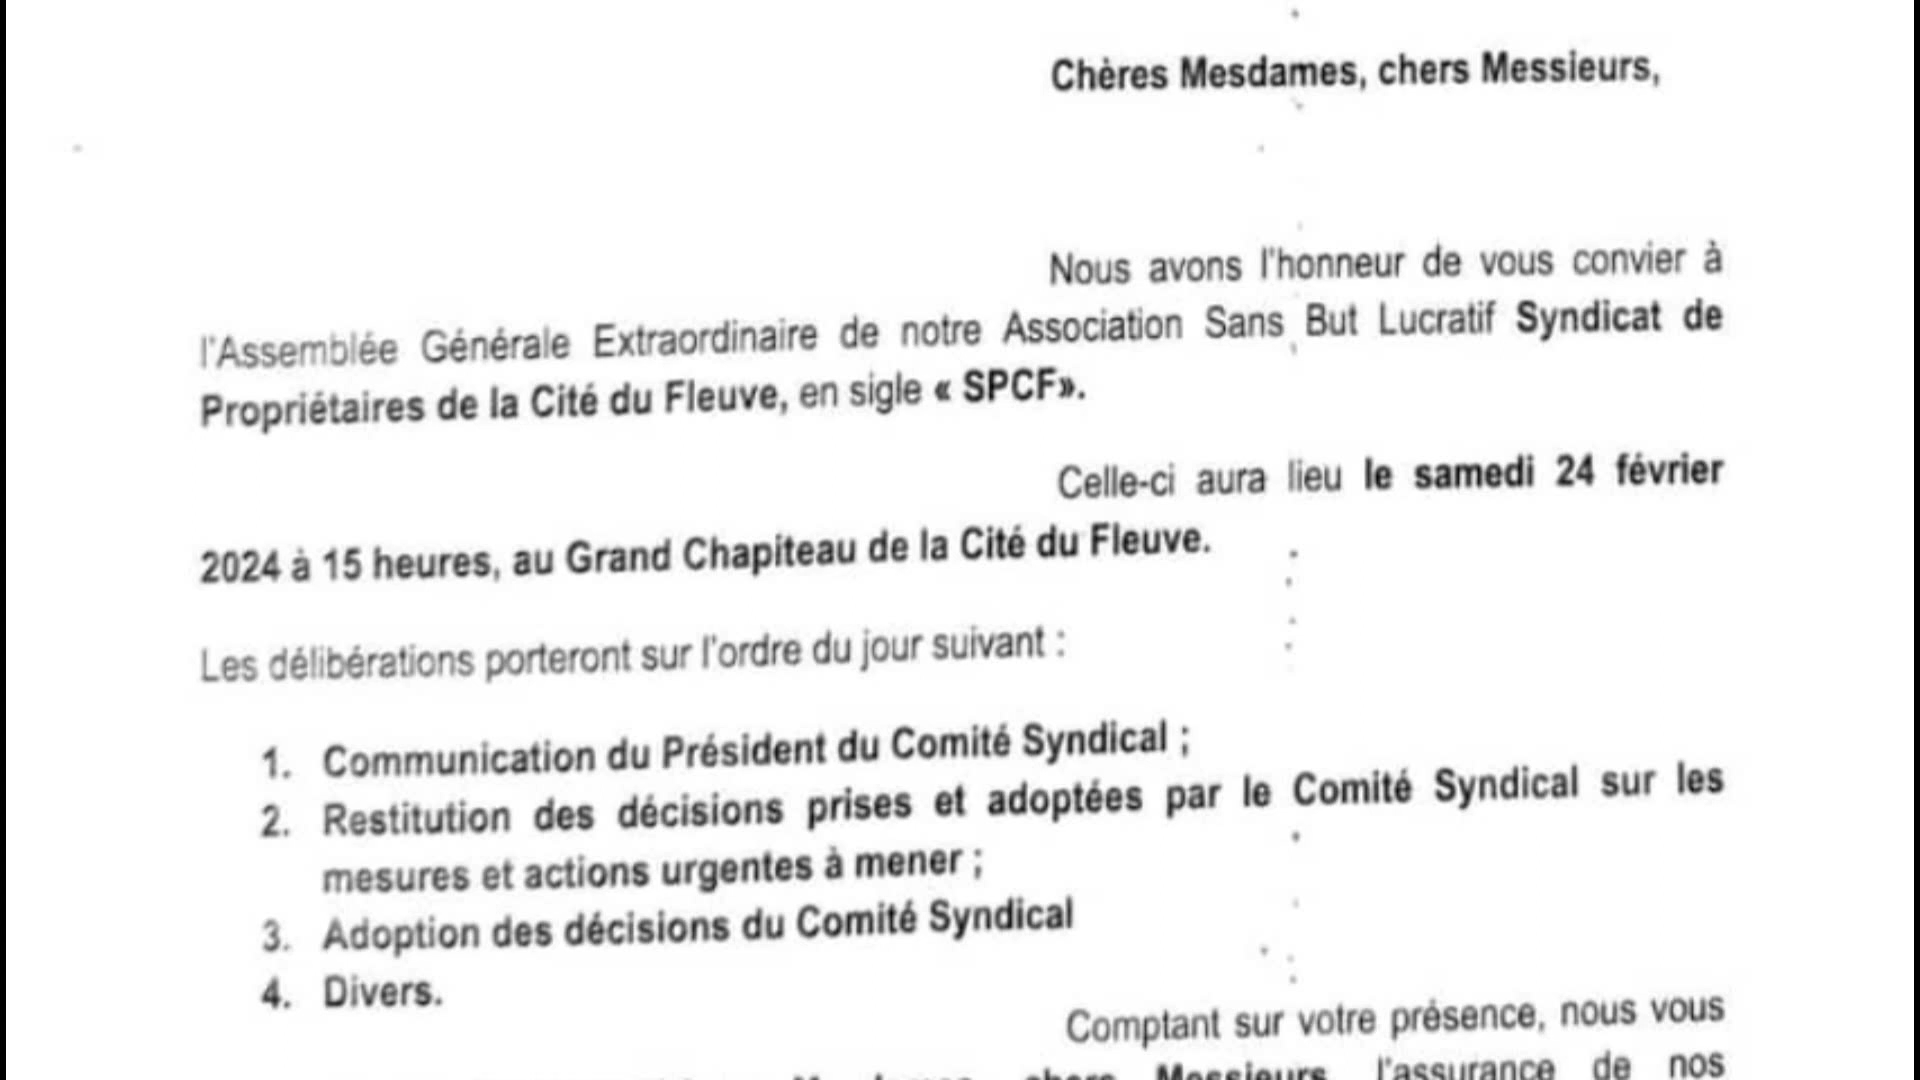 Chères Mesdames, chers Messieurs,
Nous avons l'honneur de vous convier à
l'Assemblée Générale Extraordinaire de notre Association Sans But Lucratif Syndicat de
Propriétaires de la Cité du Fleuve, en sigle « SPCF».
Celle-ci aura lieu le samedi 24 février
2024 à 15 heures, au Grand Chapiteau de la Cité du Fleuve.
Les délibérations porteront sur l'ordre du jour suivant :
1. Communication du Président du Comité Syndical ;
2. Restitution des décisions prises et adoptées par le Comité Syndical sur les
mesures et actions urgentes à mener ;
3. Adoption des décisions du Comité Syndical
4. Divers.
Comptant sur votre présence, nous vous
chers Messieurs, l'assurance de nos